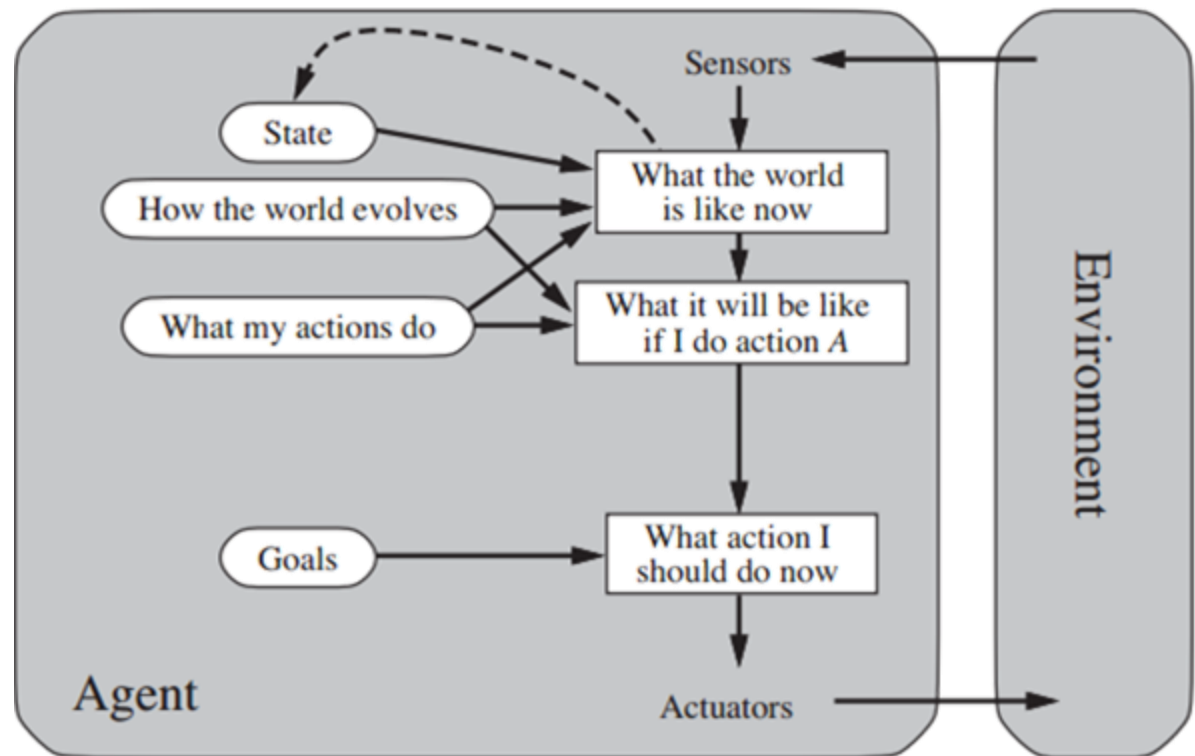 Sensors
State
What the world
is like now
How the world evolves
What it will be like
if I do action A
What my actions do
Environment
What action I
should do now
Goals
Agent
Actuators